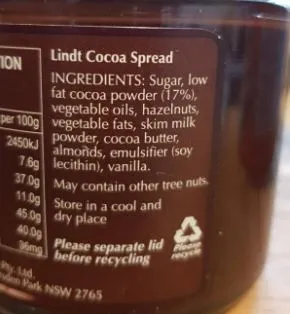 Lindt Cocoa Spread
INGREDIENTS: Sugar, low
fat cocoa powder (17%),
vegetable oils, hazelnuts,
vegetable fats, skim milk
powder, cocoa butter,
almonds, emulsifier (soy
lecithin), vanilla.
May contain other tree nuts.
Store in a cool and
dry place
Please separate lid
before recycling
Please
recycle
per 100g
2450kJ
7.6g
37.0g
11.0g
45.0g
40.0g
36mg
Pty. Ltd.
Park NSW 2765